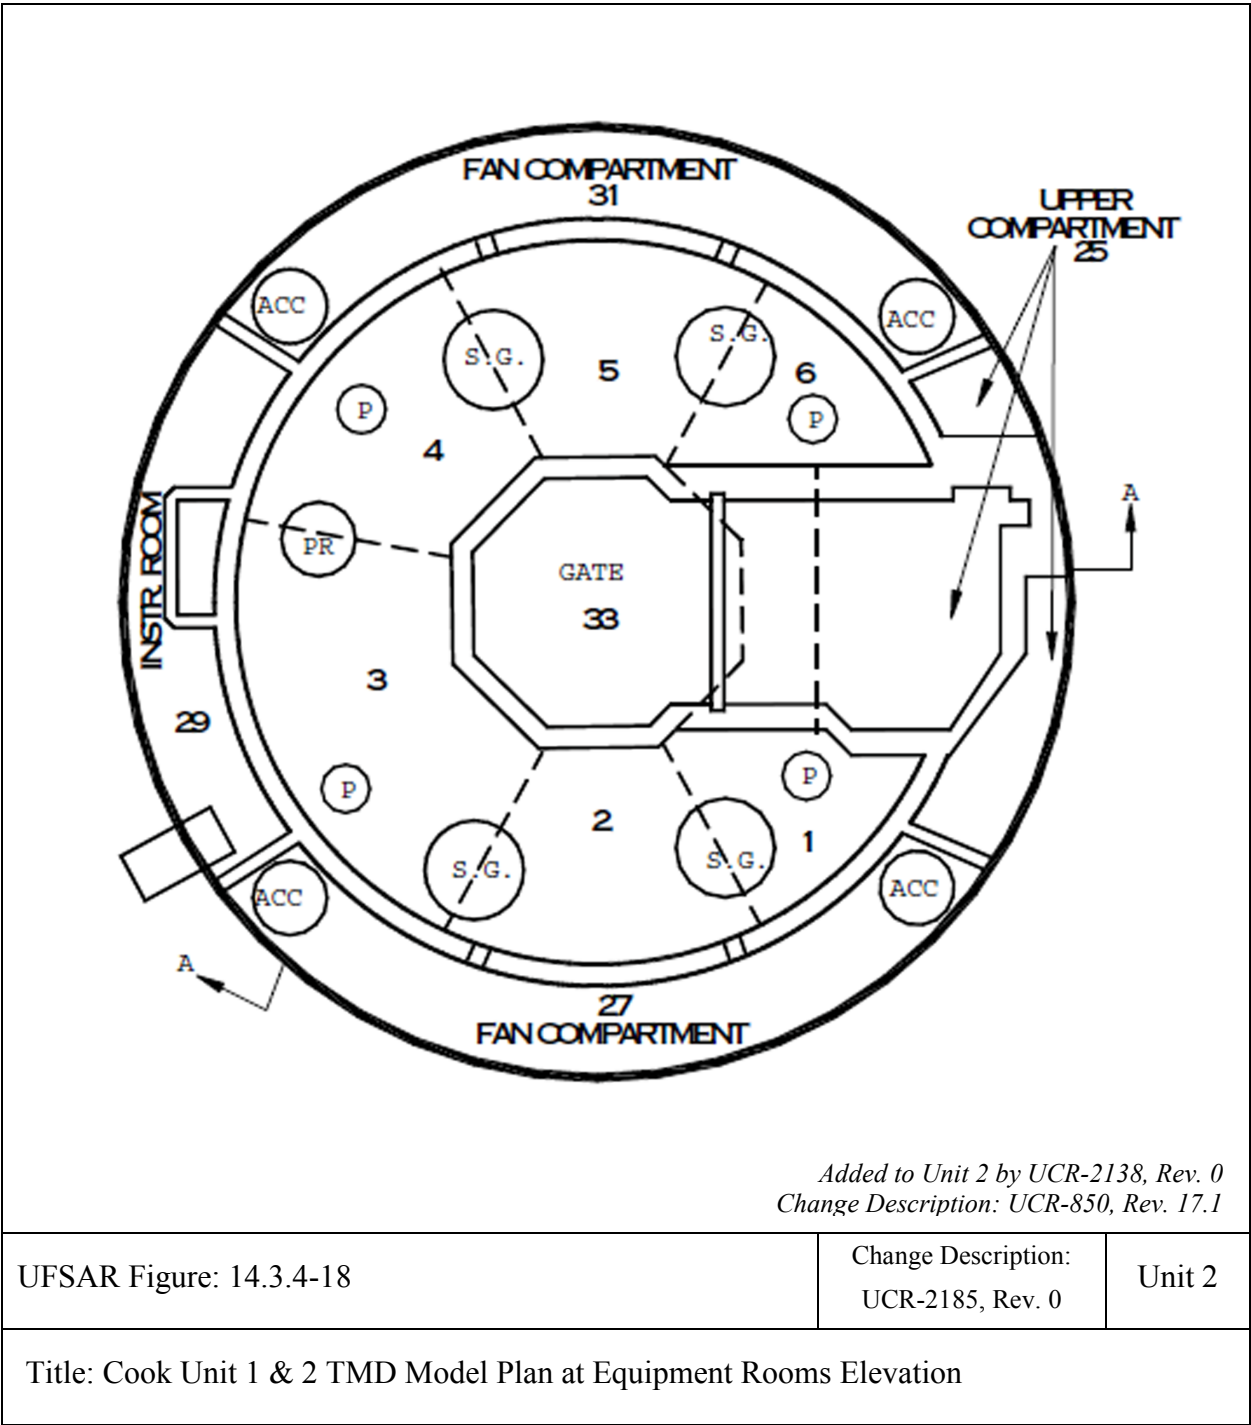 FAN COMPARTMENT
31
UPPER
COMPARTMENT
25
ACC
ACC
S.G.
S.G.
5
6
P
P
4
A
INSTR. ROOM
PR
GATE
33
3
29
P
P
2
1
S.G.
S.G.
ACC
ACC
A
27
FAN COMPARTMENT
Added to Unit 2 by UCR-2138, Rev. 0
Change Description: UCR-850, Rev. 17.1
UFSAR Figure: 14.3.4-18
Change Description:
UCR-2185, Rev. 0
Unit 2
Title: Cook Unit 1 & 2 TMD Model Plan at Equipment Rooms Elevation